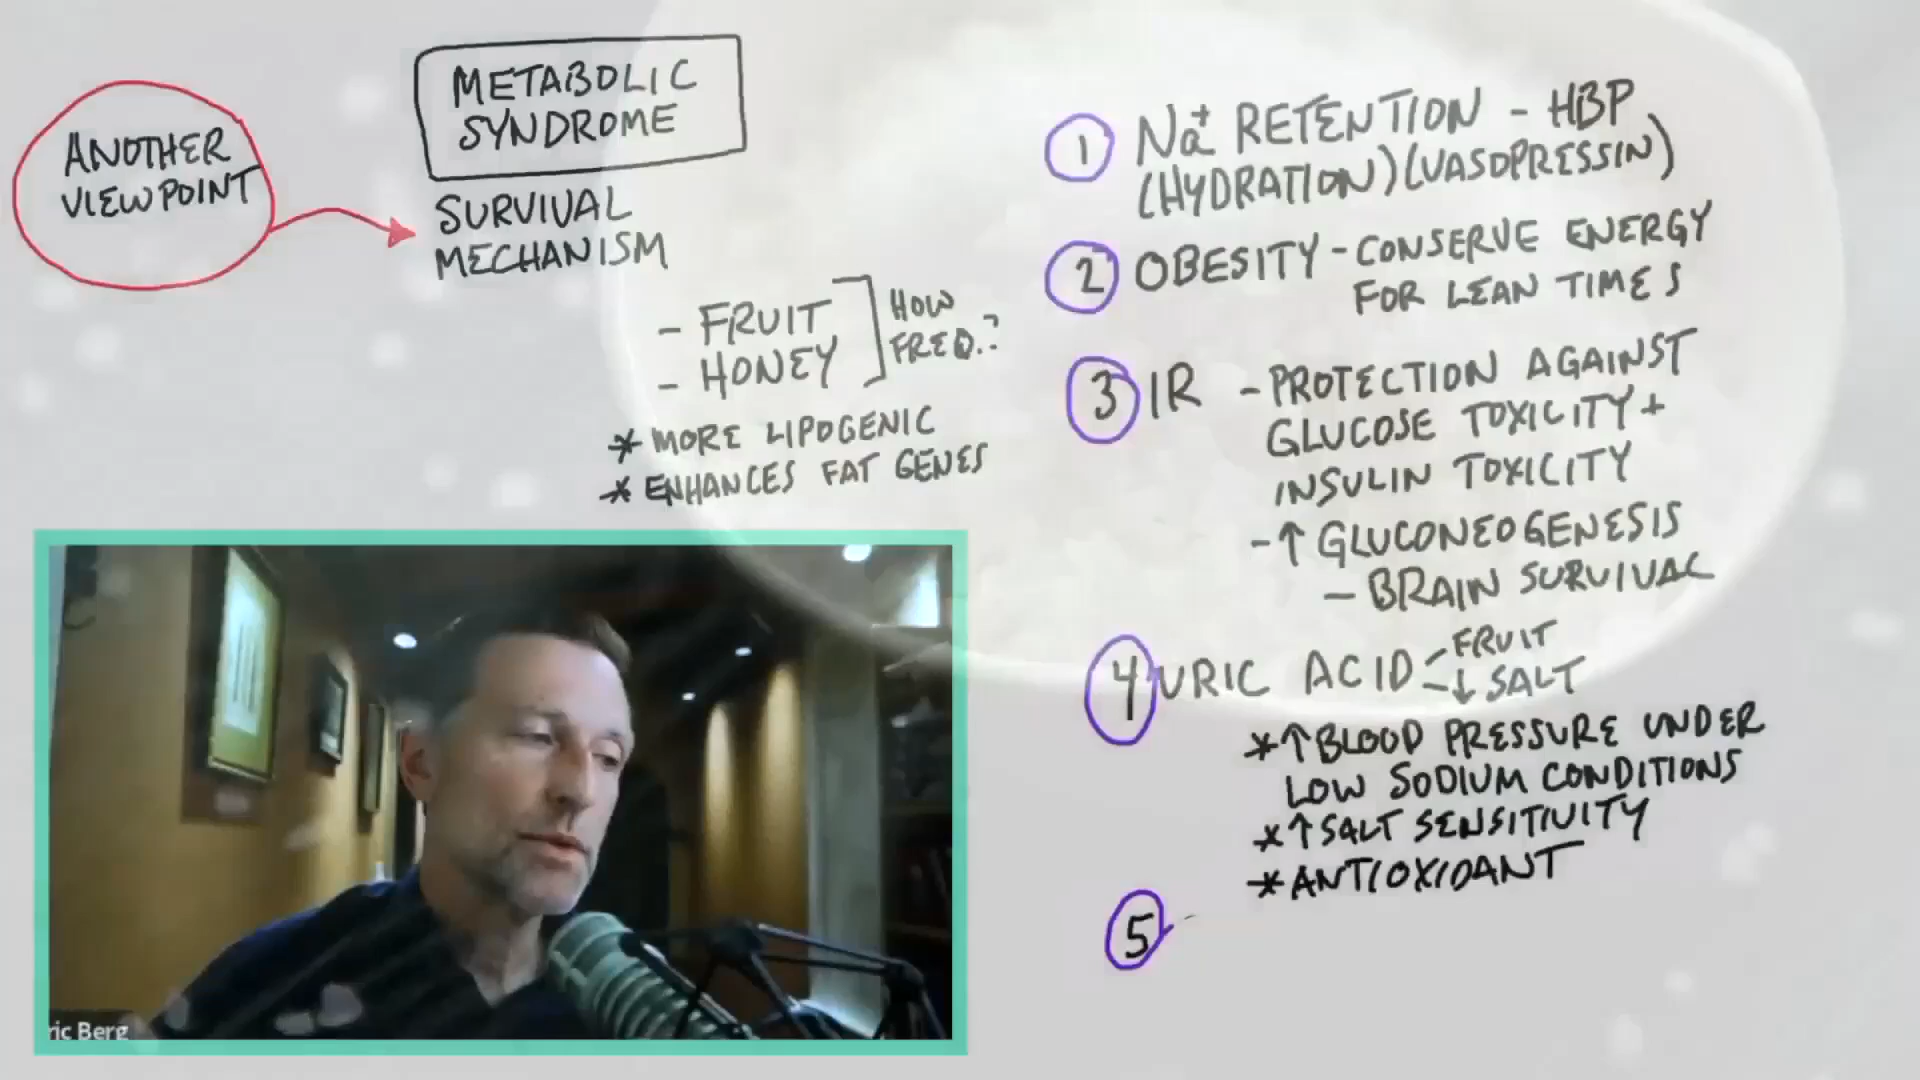 ANOTHER
VIEWPOINT
METABOLIC
SYNDROME
SURVIVAL
MECHANISM
- FRUIT
- HONEY
HOW
FREQ.?
* MORE LIPOGENIC
* ENHANCES FAT GENES
1 Na+ RETENTION - HBP
(HYDRATION) (VASOPRESSIN)
2 OBESITY - CONSERVE ENERGY
FOR LEAN TIMES
3 IR - PROTECTION AGAINST
GLUCOSE TOXICITY +
INSULIN TOXICITY
- ↑ GLUCONEOGENESIS
- BRAIN SURVIVAL
4 URIC ACID - FRUIT
- ↓ SALT
* ↑ BLOOD PRESSURE UNDER
LOW SODIUM CONDITIONS
* ↑ SALT SENSITIVITY
* ANTIOXIDANT
5
ric Berg